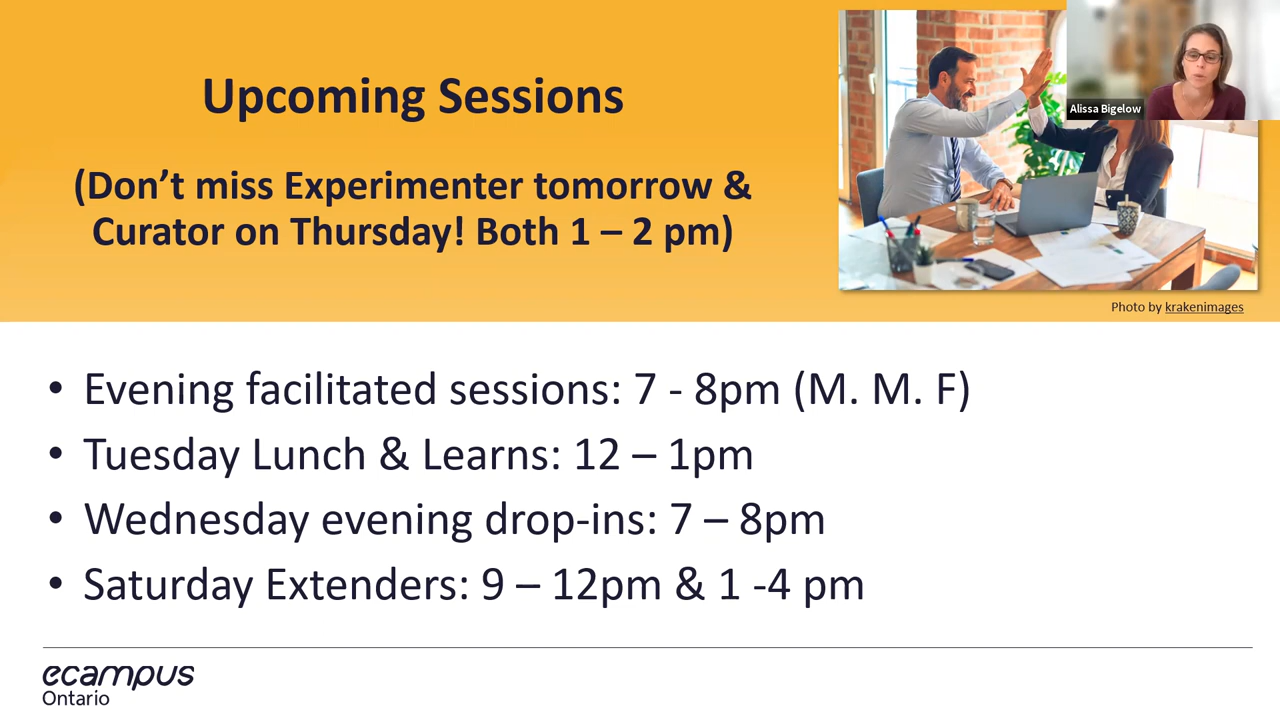 Upcoming Sessions
(Don’t miss Experimenter tomorrow &
Curator on Thursday! Both 1 – 2 pm)
Alissa Bigelow
Photo by krakenimages
• Evening facilitated sessions: 7 - 8pm (M. M. F)
• Tuesday Lunch & Learns: 12 – 1pm
• Wednesday evening drop-ins: 7 – 8pm
• Saturday Extenders: 9 – 12pm & 1 -4 pm
ecampus
Ontario